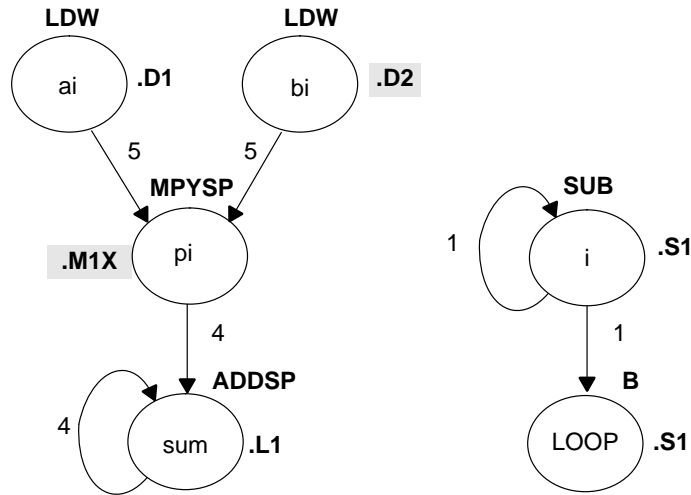 LDW
LDW
ai
.D1
bi
.D2
5
5
MPYSP
.M1X
pi
4
ADDSP
4
sum
.L1
SUB
1
i
.S1
1
B
LOOP
.S1